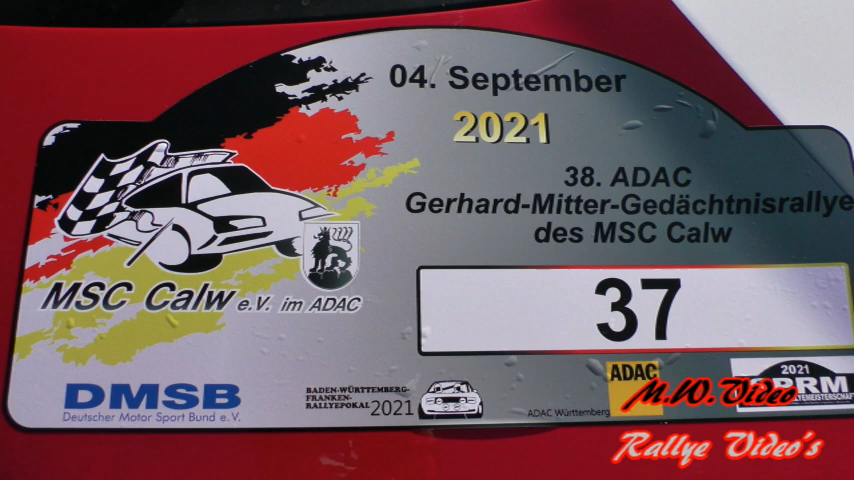 04. September
2021
38. ADAC
Gerhard-Mitter-Gedächtnisrallye
des MSC Calw
37
MSC Calw e.V. im ADAC
DMSB
Deutscher Motor Sport Bund e.V.
BADEN-WÜRTTEMBERG-
FRANKEN-
RALLYEPOKAL 2021
ADAC Württemberg
ADAC
2021
PRM
M.W. Video
Rallye Video's